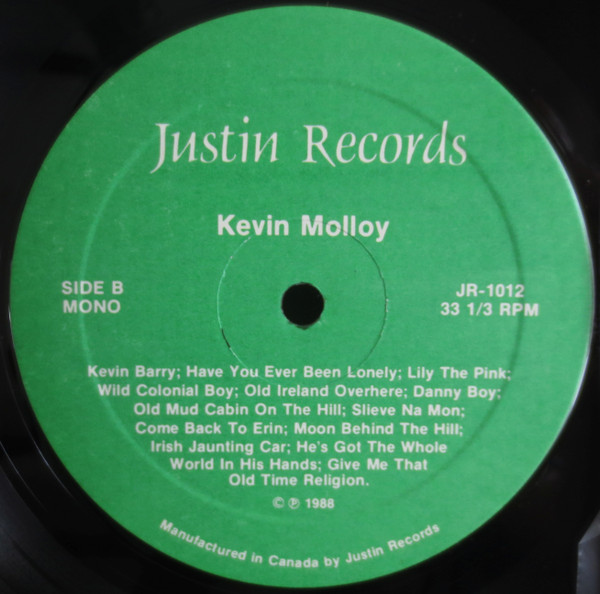 Justin Records
Kevin Molloy
SIDE B
MONO
JR-1012
33 1/3 RPM
Kevin Barry; Have You Ever Been Lonely; Lily The Pink;
Wild Colonial Boy; Old Ireland Overhere; Danny Boy;
Old Mud Cabin On The Hill; Slieve Na Mon;
Come Back To Erin; Moon Behind The Hill;
Irish Jaunting Car; He's Got The Whole
World In His Hands; Give Me That
Old Time Religion.
© ℗ 1988
Manufactured in Canada by Justin Records